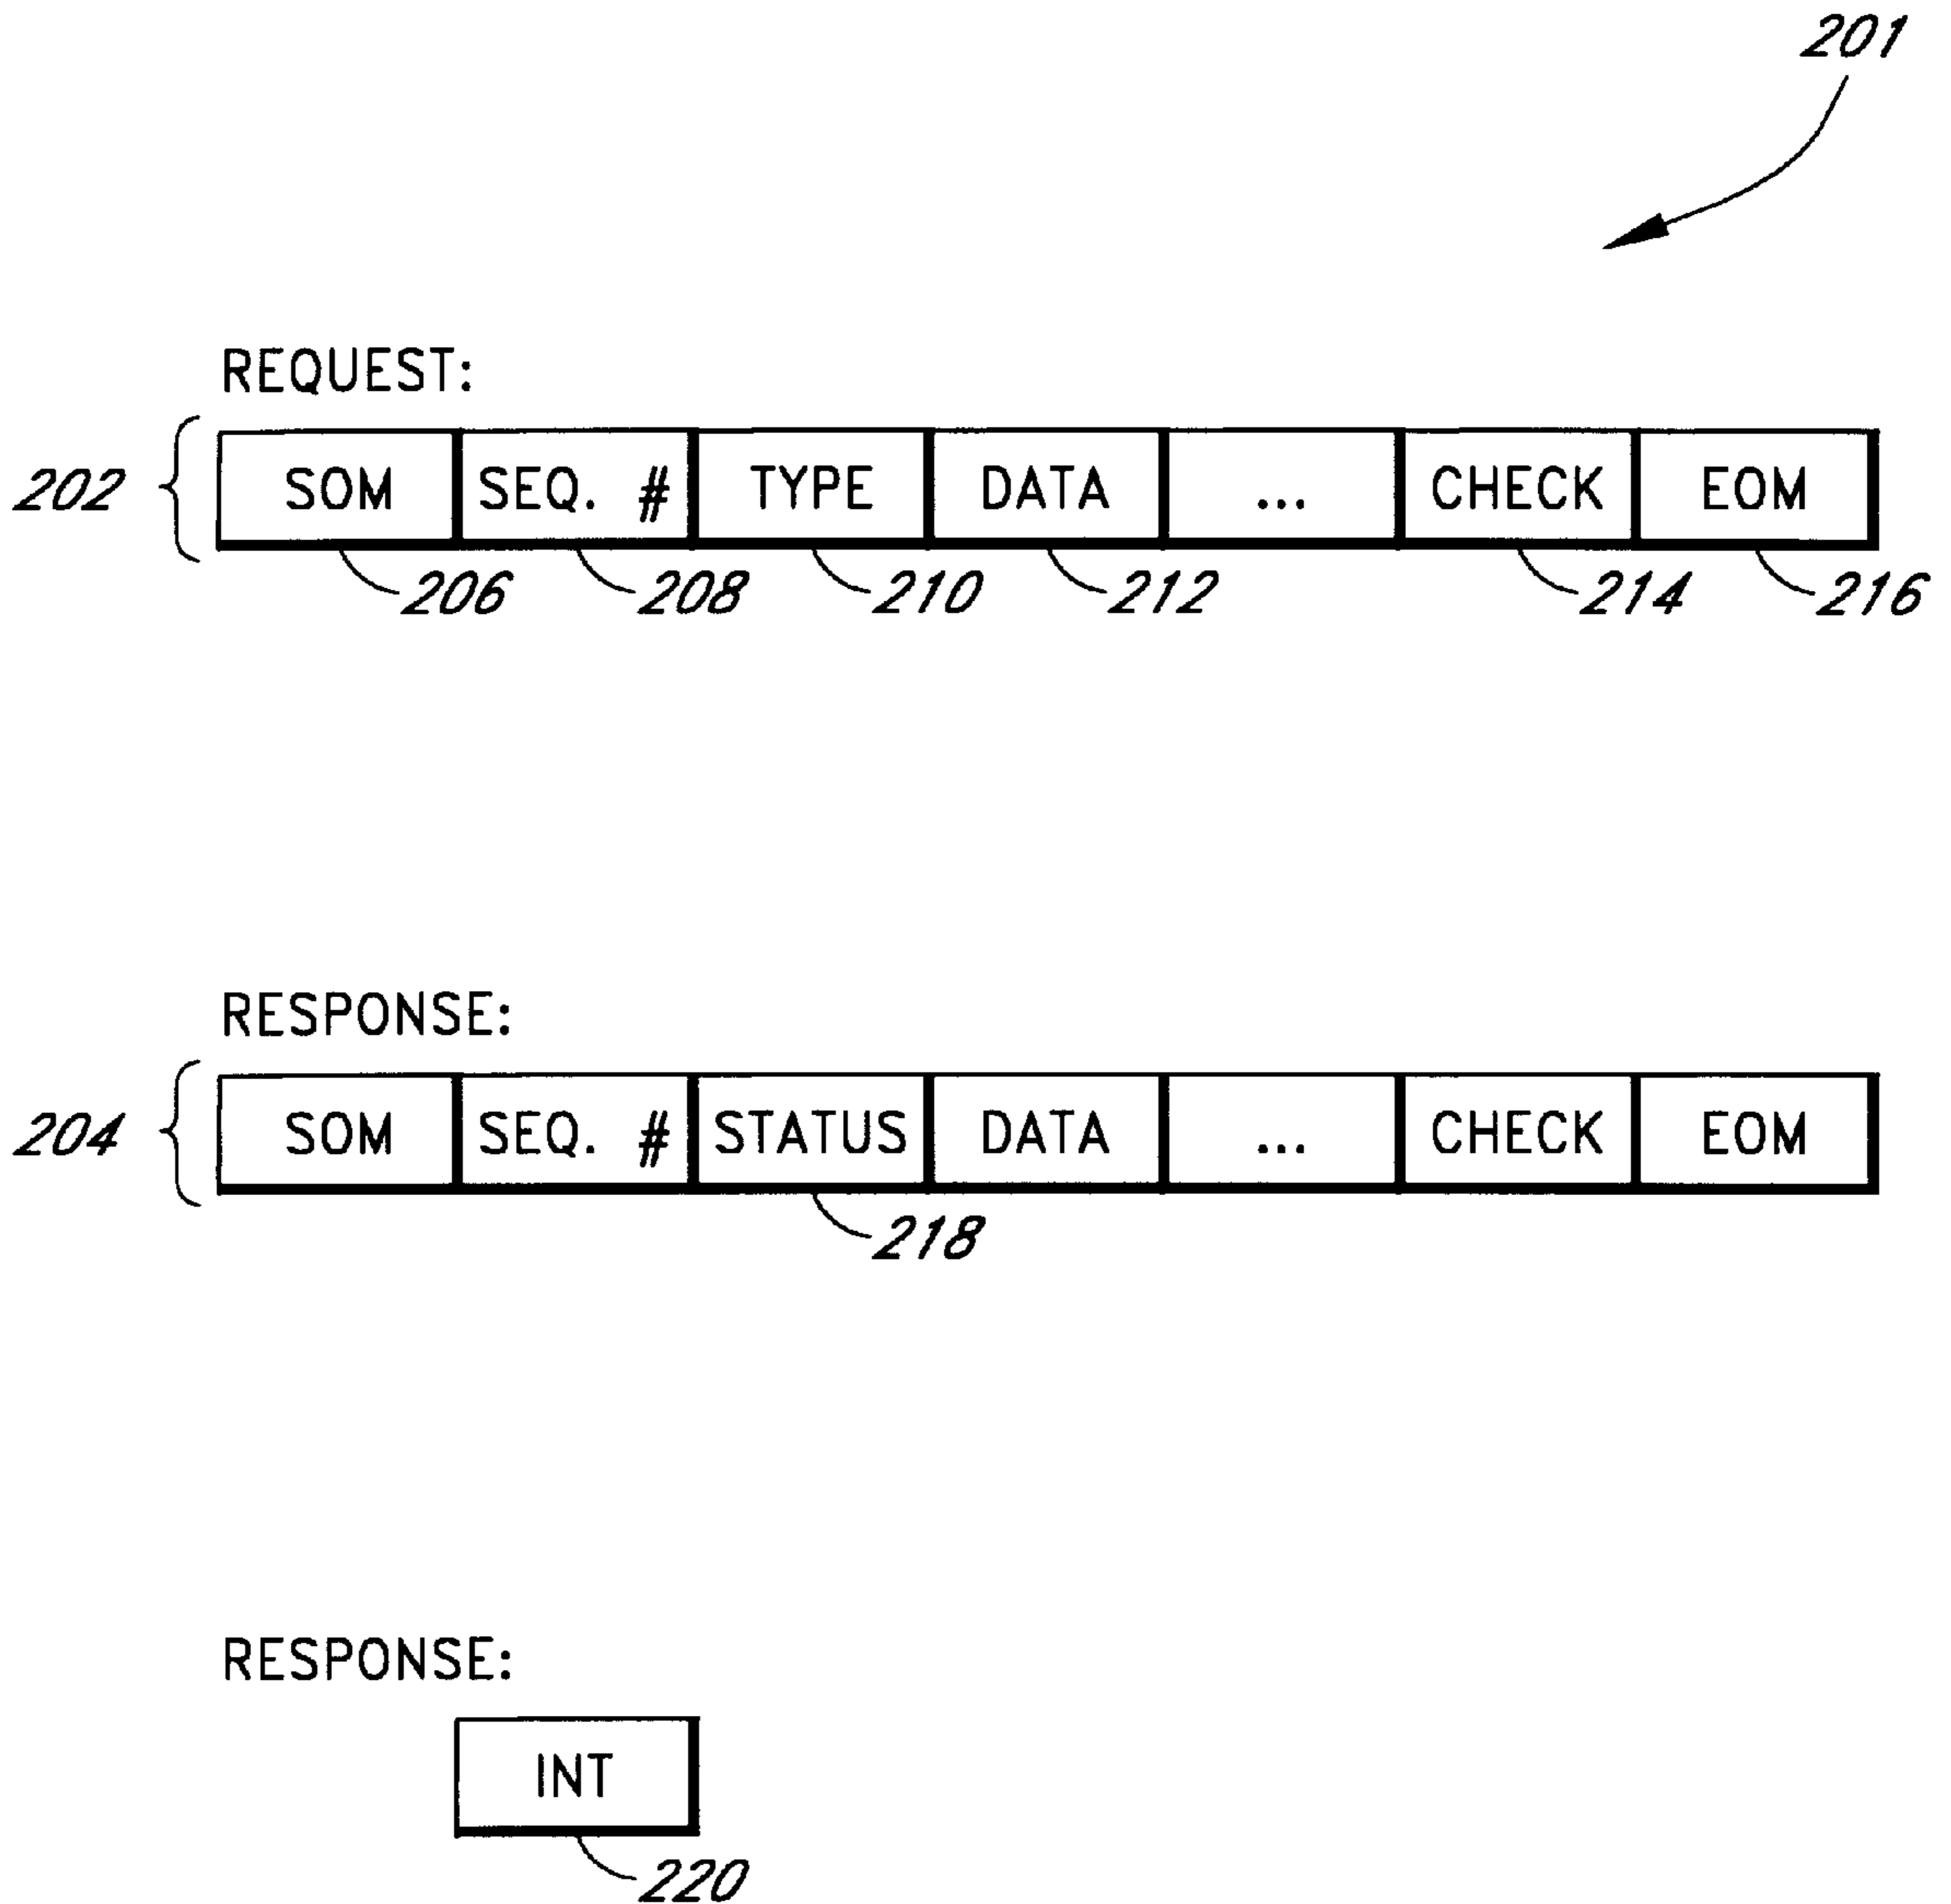 201
REQUEST:
202 SOM SEQ. # TYPE DATA ... CHECK EOM
206 208 210 212 214 216
RESPONSE:
204 SOM SEQ. # STATUS DATA ... CHECK EOM
218
RESPONSE:
INT
220